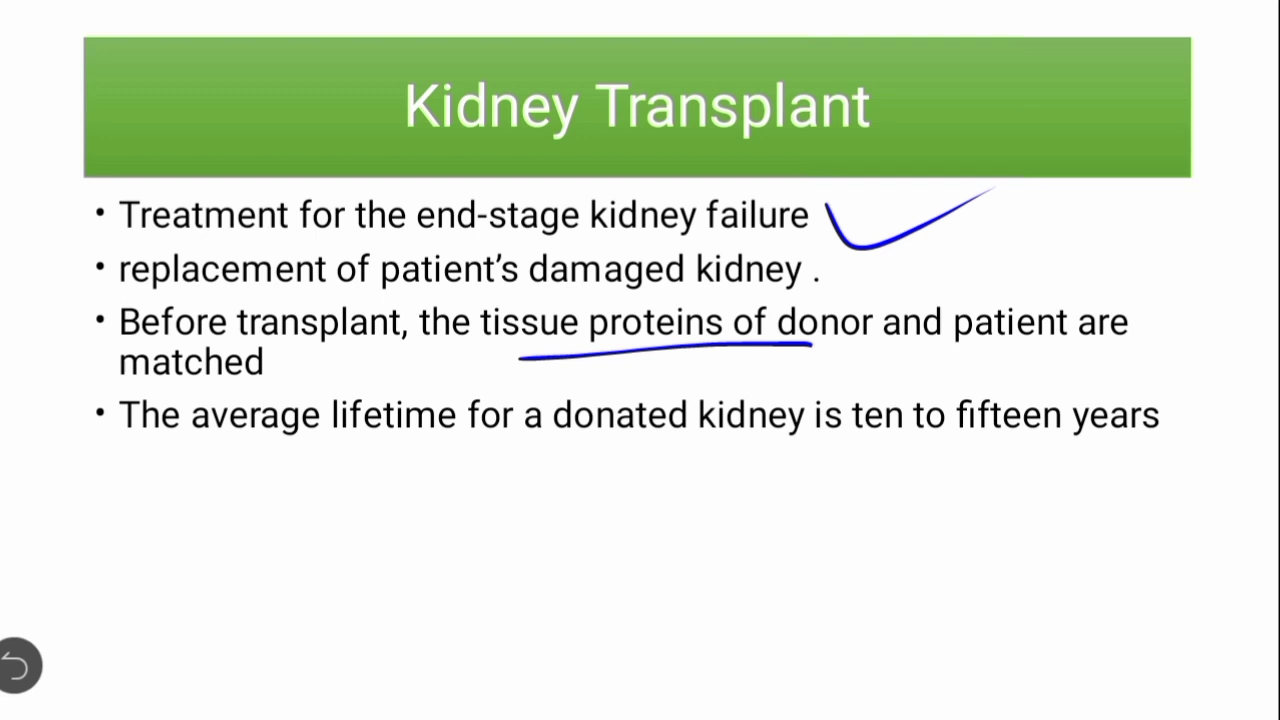 Kidney Transplant
• Treatment for the end-stage kidney failure
• replacement of patient’s damaged kidney .
• Before transplant, the tissue proteins of donor and patient are
matched
• The average lifetime for a donated kidney is ten to fifteen years